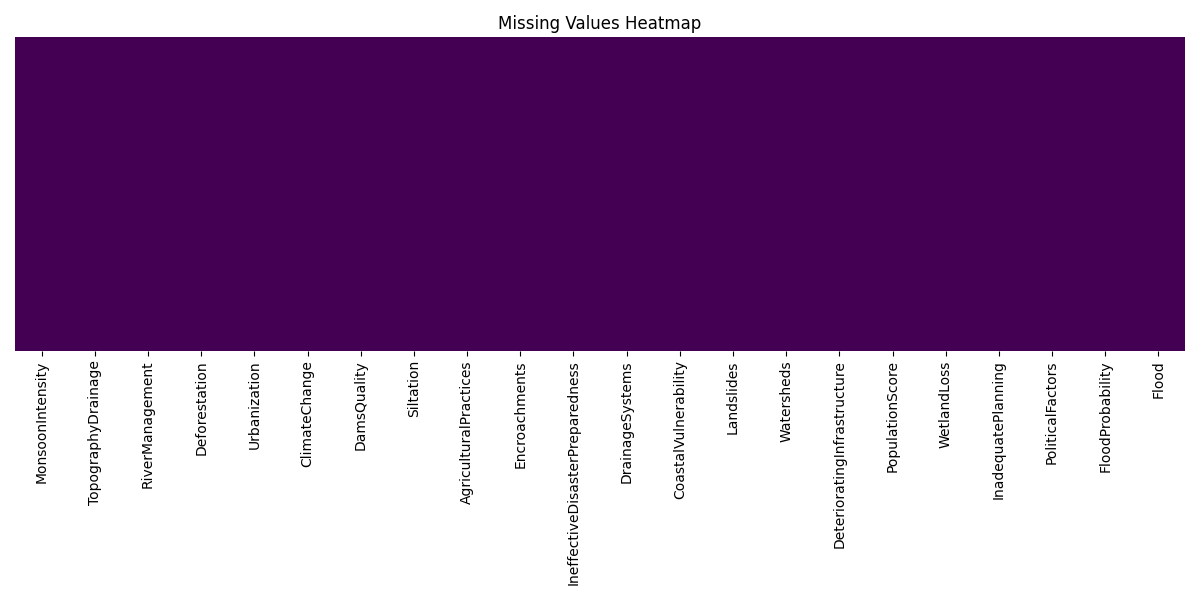 Missing Values Heatmap
MonsoonIntensity
TopographyDrainage
RiverManagement
Deforestation
Urbanization
ClimateChange
DamsQuality
Siltation
AgriculturalPractices
Encroachments
IneffectiveDisasterPreparedness
DrainageSystems
CoastalVulnerability
Landslides
Watersheds
DeterioratingInfrastructure
PopulationScore
WetlandLoss
InadequatePlanning
PoliticalFactors
FloodProbability
Flood